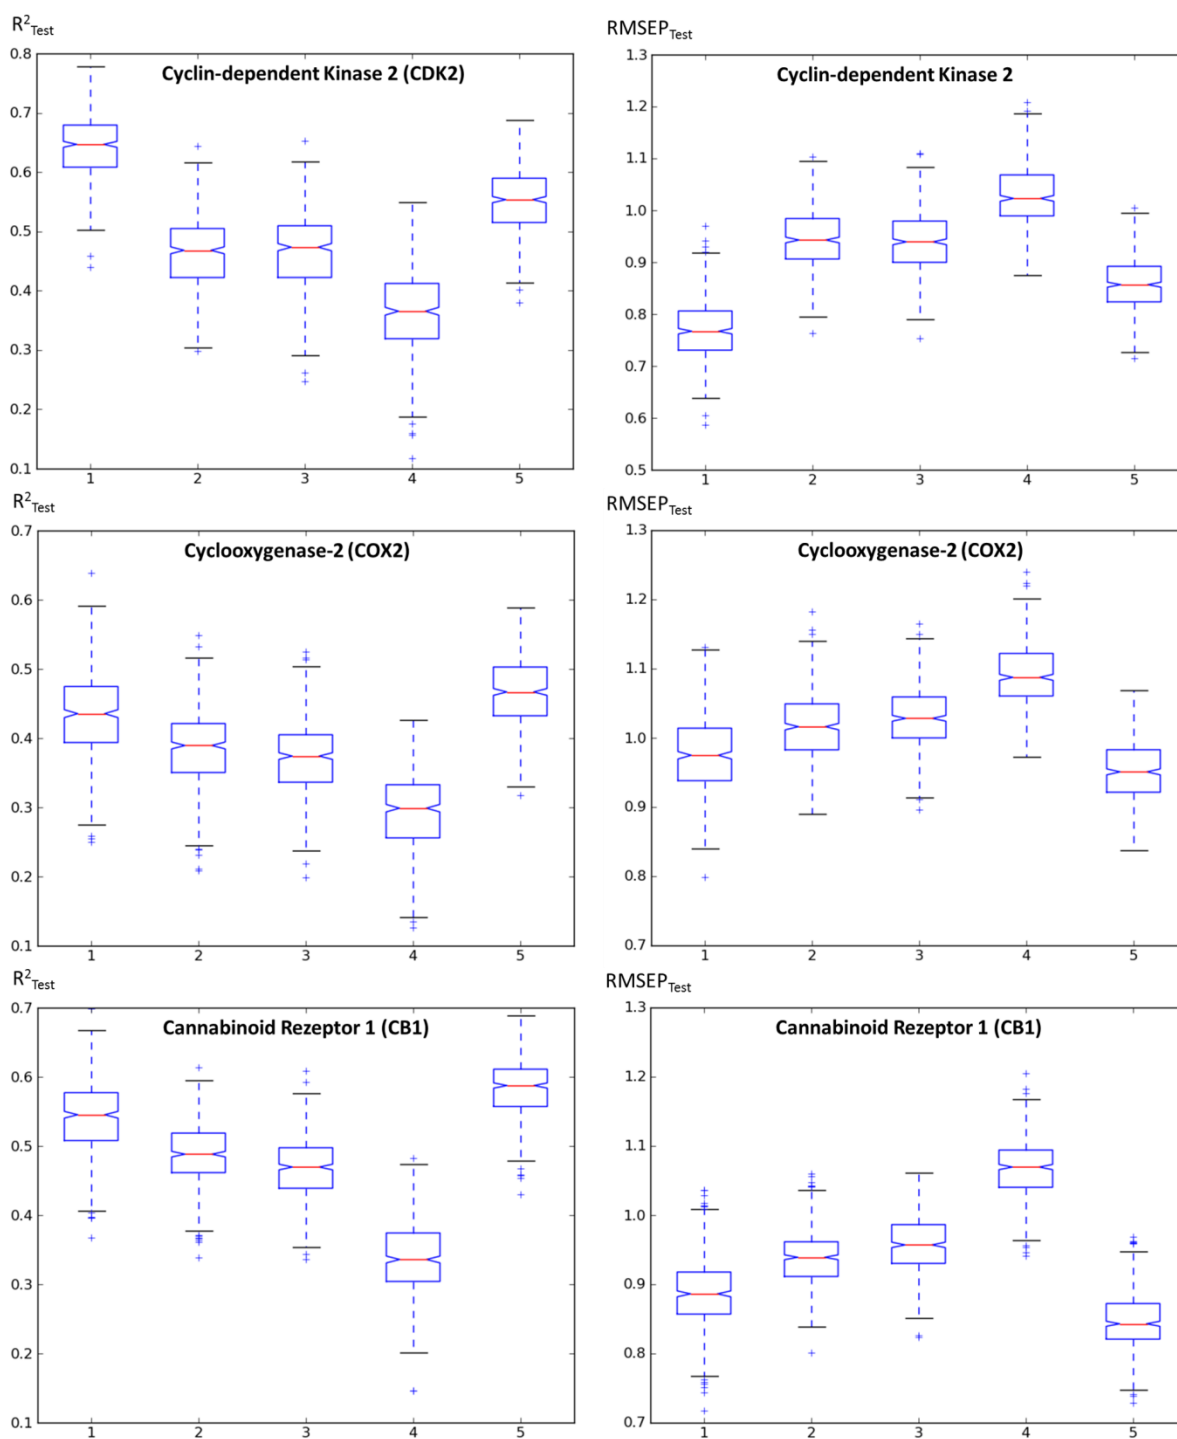 R²Test
RMSEPTest
Cyclin-dependent Kinase 2 (CDK2)
0.8
0.7
0.6
0.5
0.4
0.3
0.2
0.1
1 2 3 4 5
Cyclin-dependent Kinase 2
1.3
1.2
1.1
1.0
0.9
0.8
0.7
0.6
0.5
1 2 3 4 5
R²Test
RMSEPTest
Cyclooxygenase-2 (COX2)
0.7
0.6
0.5
0.4
0.3
0.2
0.1
1 2 3 4 5
Cyclooxygenase-2 (COX2)
1.3
1.2
1.1
1.0
0.9
0.8
0.7
1 2 3 4 5
R²Test
RMSEPTest
Cannabinoid Rezeptor 1 (CB1)
0.7
0.6
0.5
0.4
0.3
0.2
0.1
1 2 3 4 5
Cannabinoid Rezeptor 1 (CB1)
1.3
1.2
1.1
1.0
0.9
0.8
0.7
1 2 3 4 5